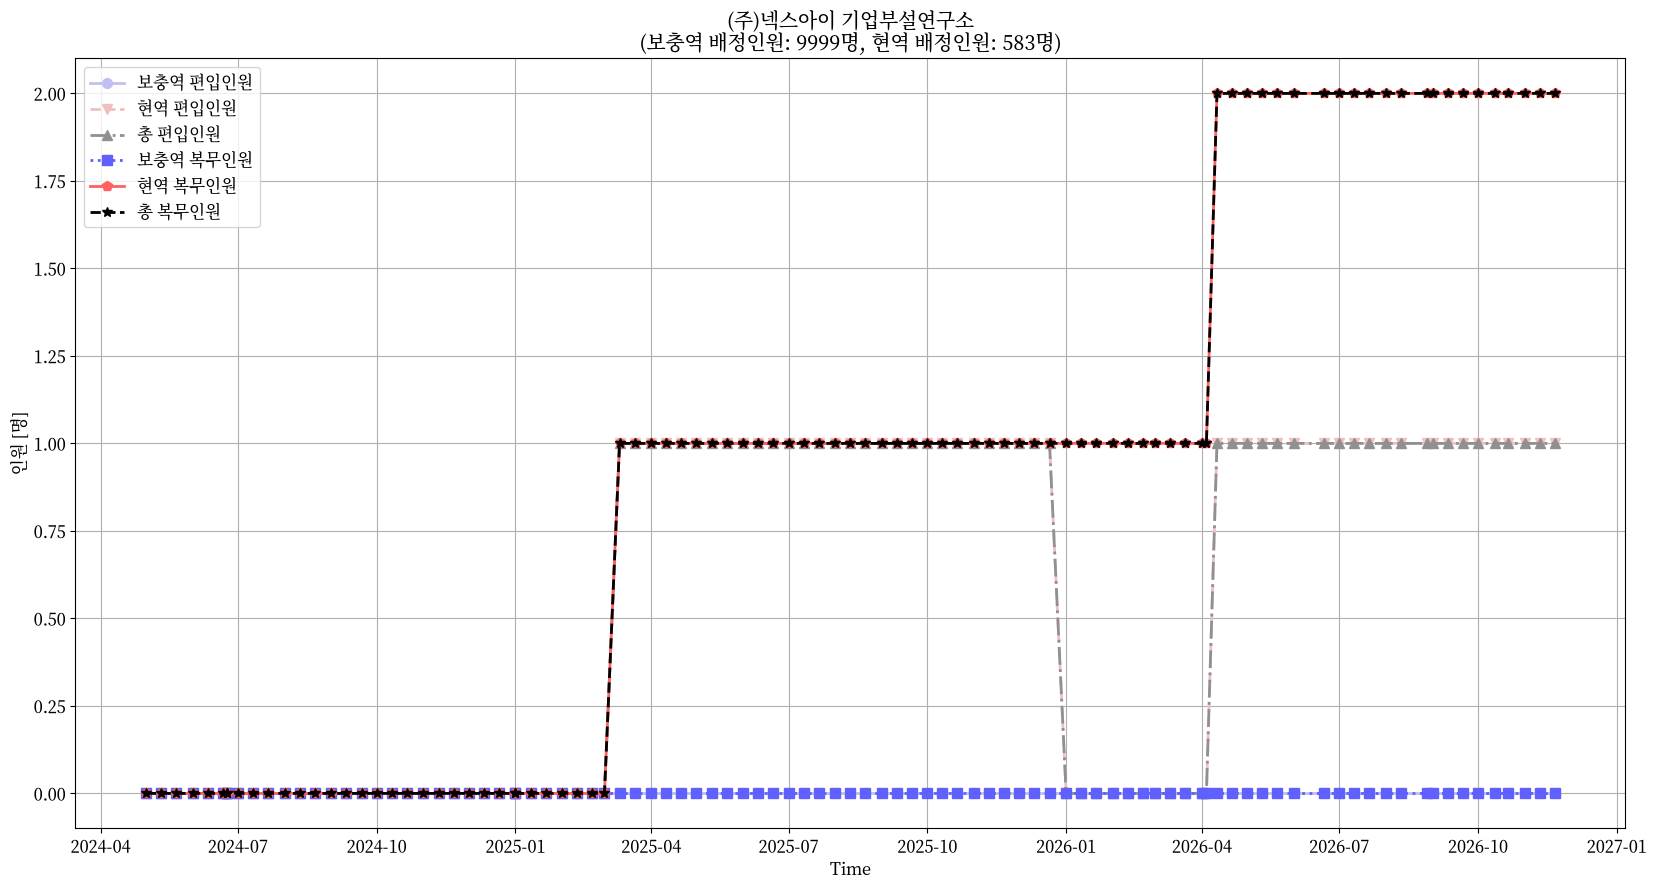 (주)넥스아이 기업부설연구소
(보충역 배정인원: 9999명, 현역 배정인원: 583명)
보충역 편입인원
현역 편입인원
총 편입인원
보충역 복무인원
현역 복무인원
총 복무인원
2.00
1.75
1.50
1.25
1.00
0.75
0.50
0.25
0.00
인원 [명]
2024-04
2024-07
2024-10
2025-01
2025-04
2025-07
2025-10
2026-01
2026-04
2026-07
2026-10
2027-01
Time